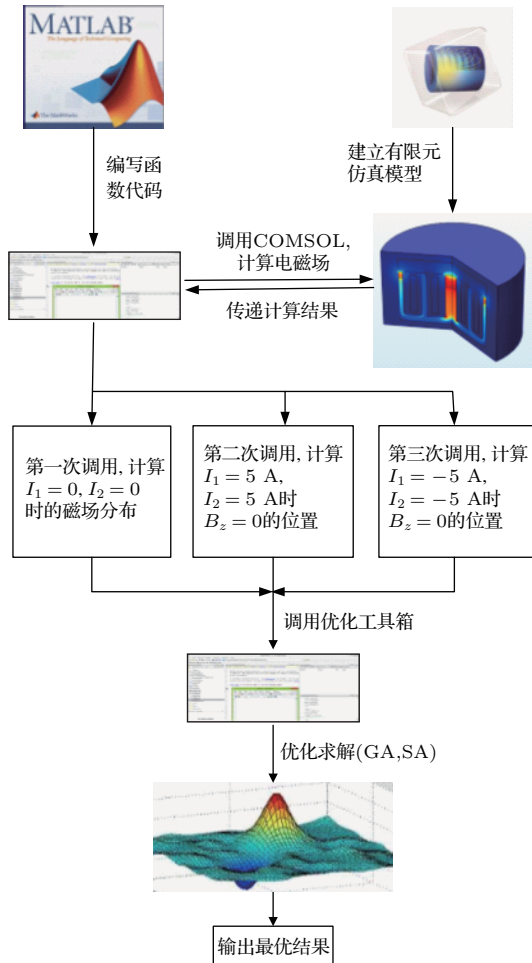 MATLAB
The Language of Technical Computing
The MathWorks
编写函
数代码
建立有限元
仿真模型
调用COMSOL,
计算电磁场
传递计算结果
第一次调用, 计算
I₁ = 0, I₂ = 0
时的磁场分布
第二次调用, 计算
I₁ = 5 A,
I₂ = 5 A时
B_z = 0的位置
第三次调用, 计算
I₁ = −5 A,
I₂ = −5 A时
B_z = 0的位置
调用优化工具箱
优化求解(GA,SA)
输出最优结果